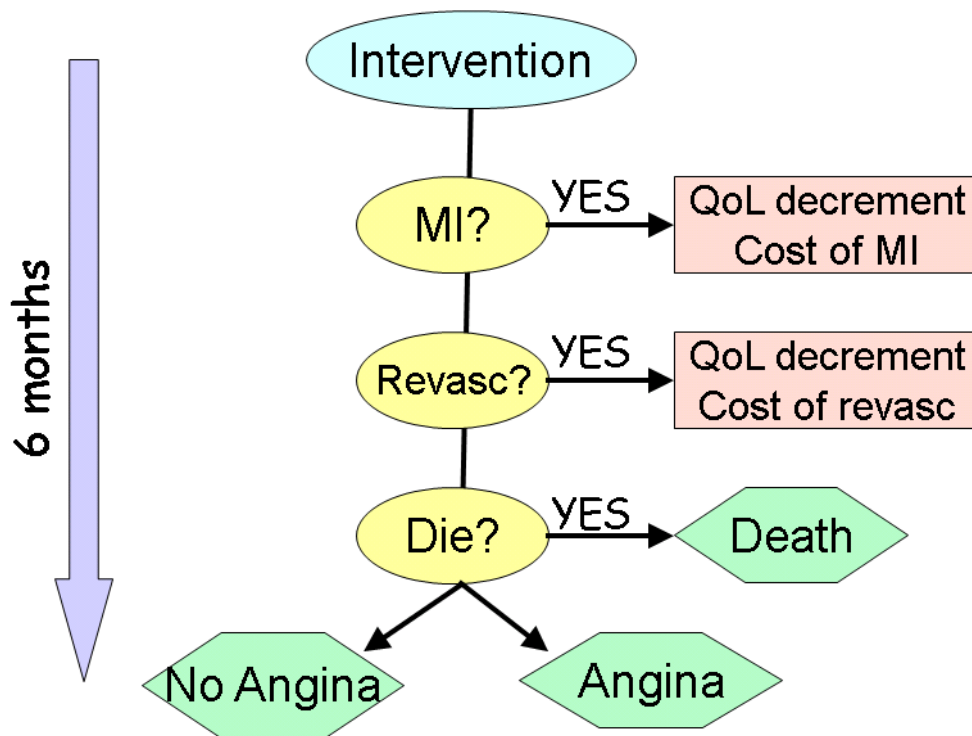 Intervention
MI?
YES
QoL decrement
Cost of MI
6 months
Revasc?
YES
QoL decrement
Cost of revasc
Die?
YES
Death
No Angina
Angina